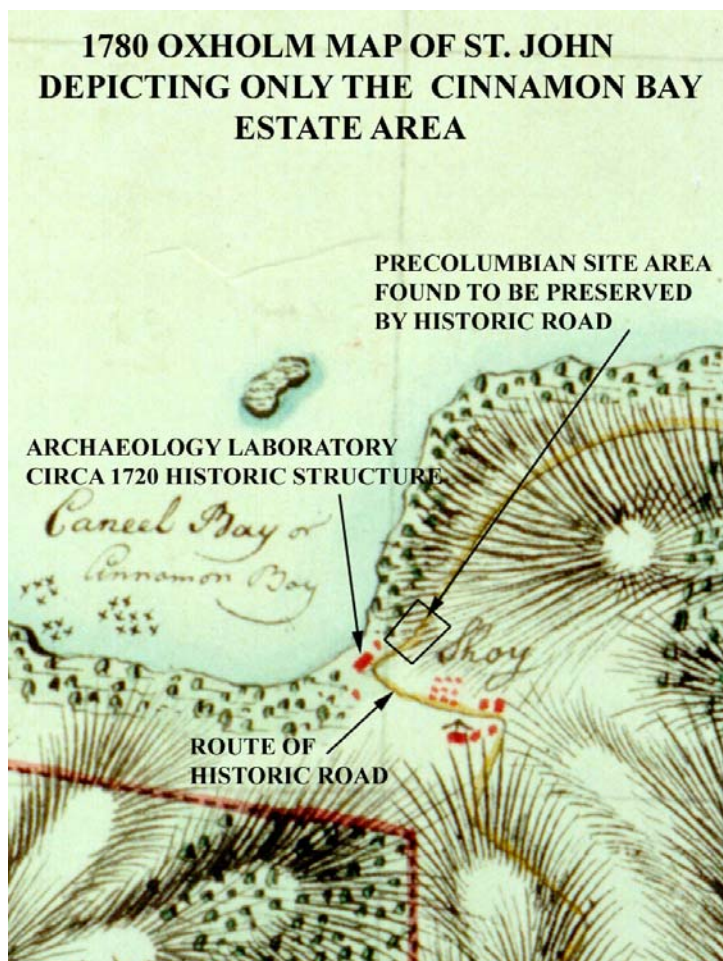 1780 OXHOLM MAP OF ST. JOHN
DEPICTING ONLY THE CINNAMON BAY
ESTATE AREA
PRECOLUMBIAN SITE AREA
FOUND TO BE PRESERVED
BY HISTORIC ROAD
ARCHAEOLOGY LABORATORY
CIRCA 1720 HISTORIC STRUCTURE
Caneel Bay or
Cinnamon Bay
Shoy
ROUTE OF
HISTORIC ROAD